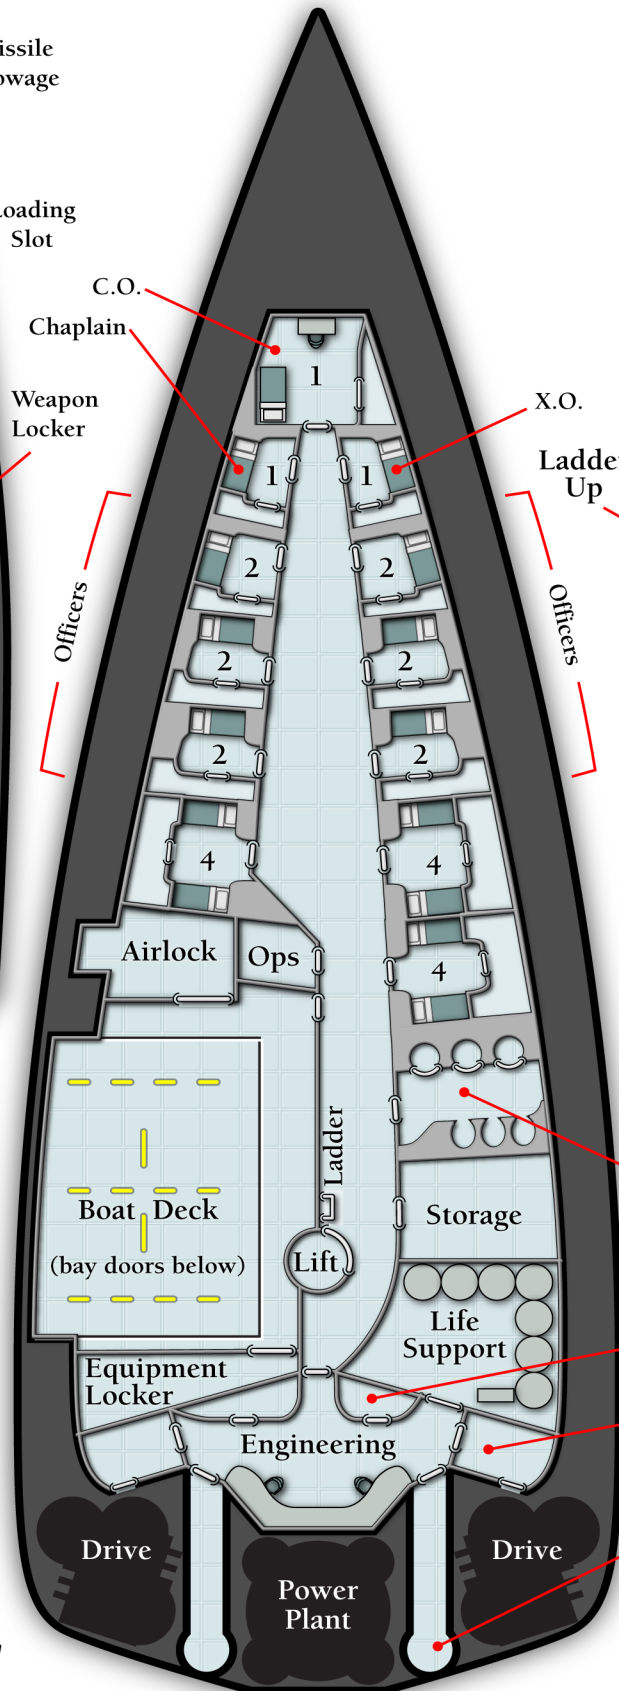 issile
owage
oading
Slot
C.O.
Chaplain
1
Weapon
Locker
X.O.
Ladder
Up
1
1
Officers
2
2
Officers
2
2
2
2
4
4
Airlock
Ops
4
Ladder
Boat Deck
(bay doors below)
Storage
Lift
Life
Support
Equipment
Locker
Engineering
Drive
Drive
Power
Plant